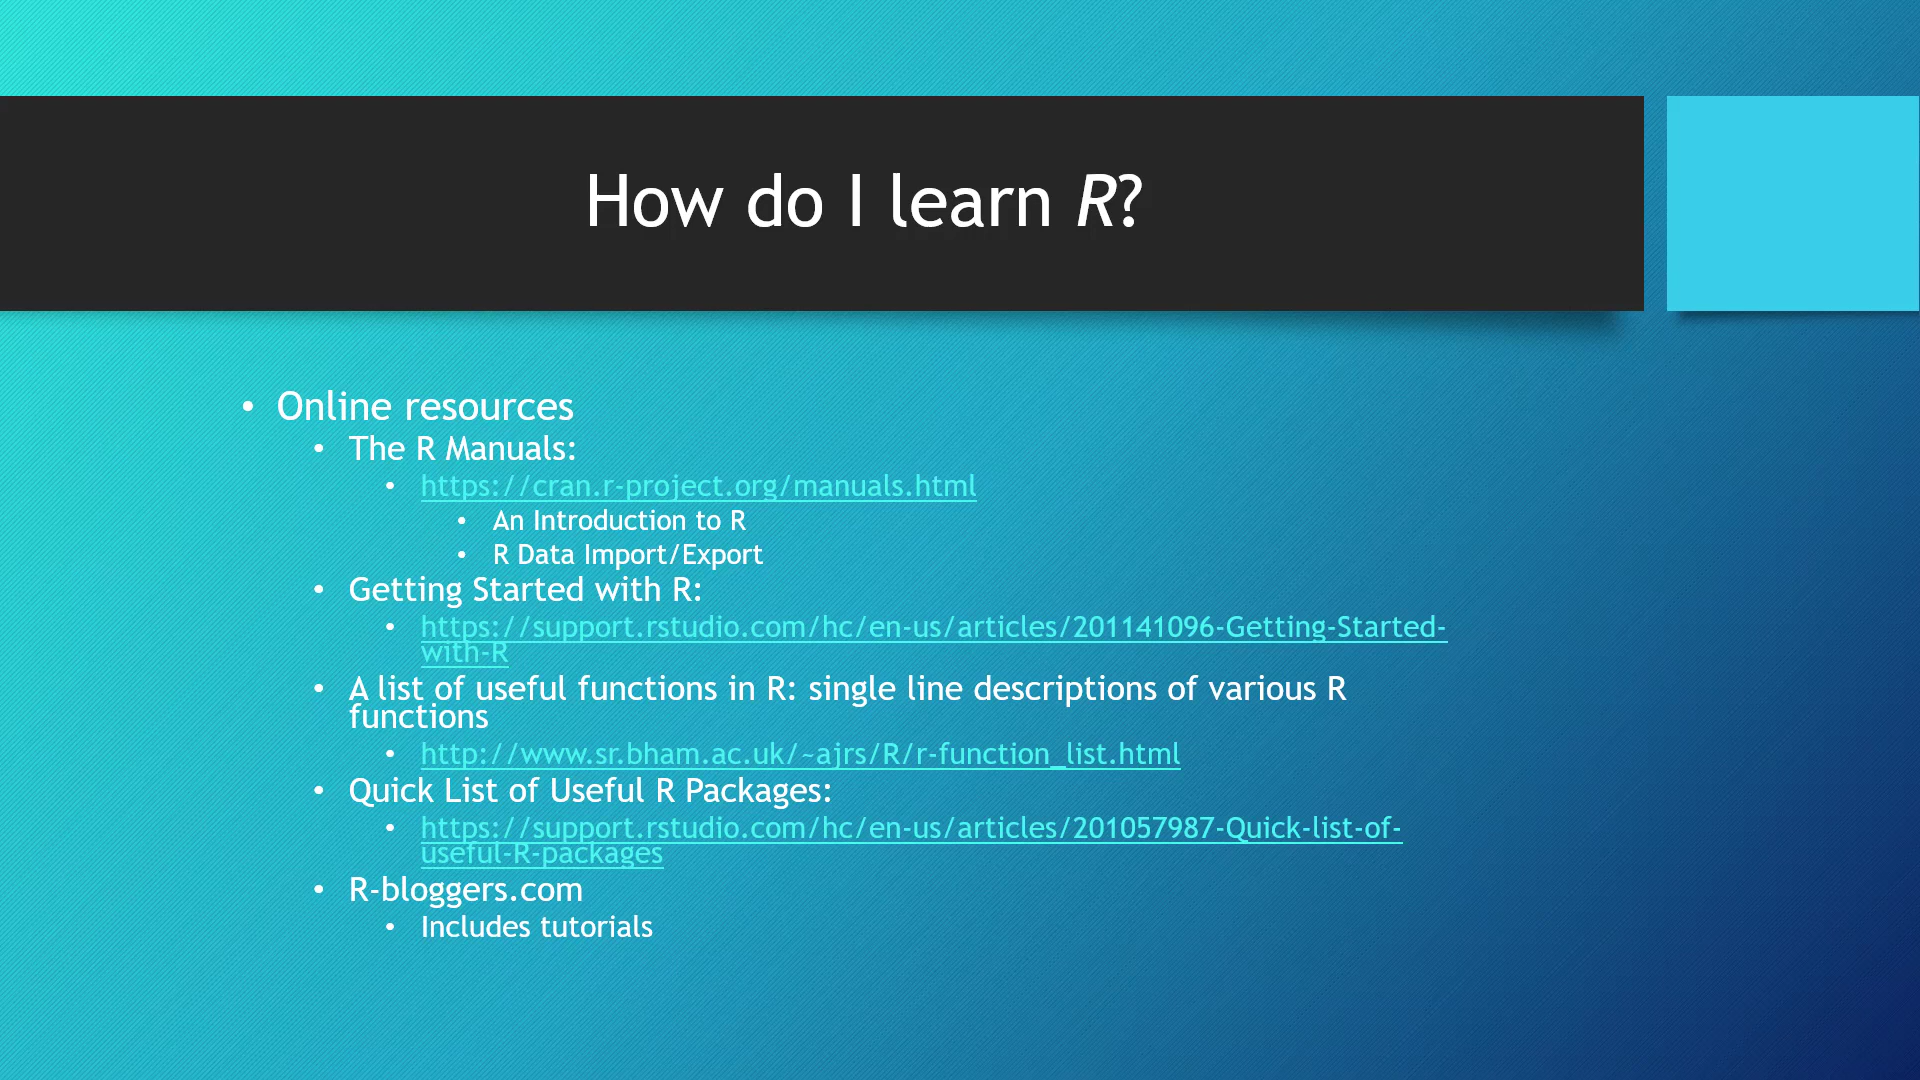 How do I learn R?
• Online resources
• The R Manuals:
• https://cran.r-project.org/manuals.html
• An Introduction to R
• R Data Import/Export
• Getting Started with R:
• https://support.rstudio.com/hc/en-us/articles/201141096-Getting-Started-
with-R
• A list of useful functions in R: single line descriptions of various R
functions
• http://www.sr.bham.ac.uk/~ajrs/R/r-function_list.html
• Quick List of Useful R Packages:
• https://support.rstudio.com/hc/en-us/articles/201057987-Quick-list-of-
useful-R-packages
• R-bloggers.com
• Includes tutorials